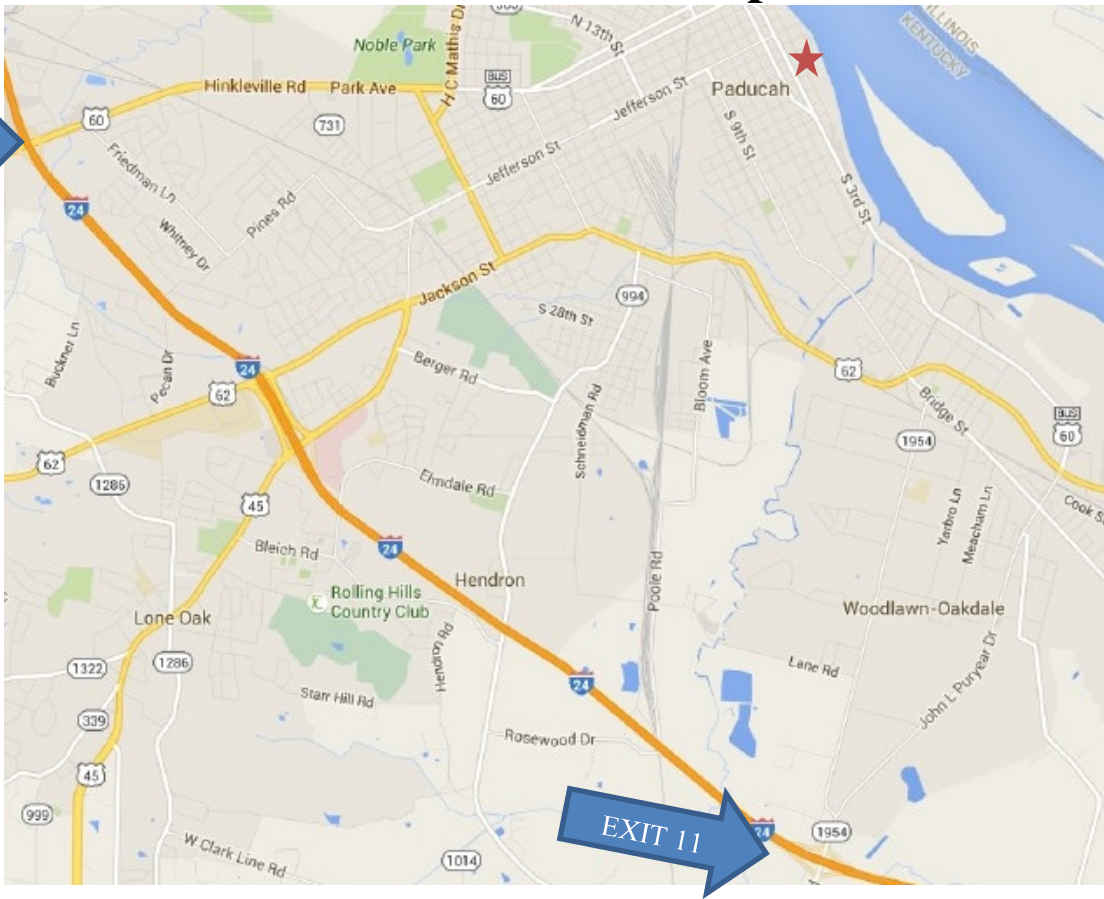 N 13th St
ILLINOIS
KENTUCKY
Noble Park
H C Mathis Dr
BUS
60
Hinkleville Rd
Park Ave
Paducah
Jefferson St
60
731
S 9th St
Friedman Ln
Jefferson St
24
Pines Rd
S 3rd St
Whitney Dr
Jackson St
994
S 28th St
Buckner Ln
Pecan Dr
24
Berger Rd
Bloom Ave
62
62
Bridge St
BUS
60
1954
Schneidman Rd
62
1286
Elmdale Rd
45
Yarbro Ln
Meacham Ln
Cook S
Bleich Rd
24
Hendron
Poole Rd
Rolling Hills
Country Club
Lone Oak
Woodlawn-Oakdale
Hendron Rd
1322
1286
Lane Rd
John L Puryear Dr
24
Starr Hill Rd
339
Rosewood Dr
45
999
EXIT 11
24
1954
W Clark Line Rd
1014